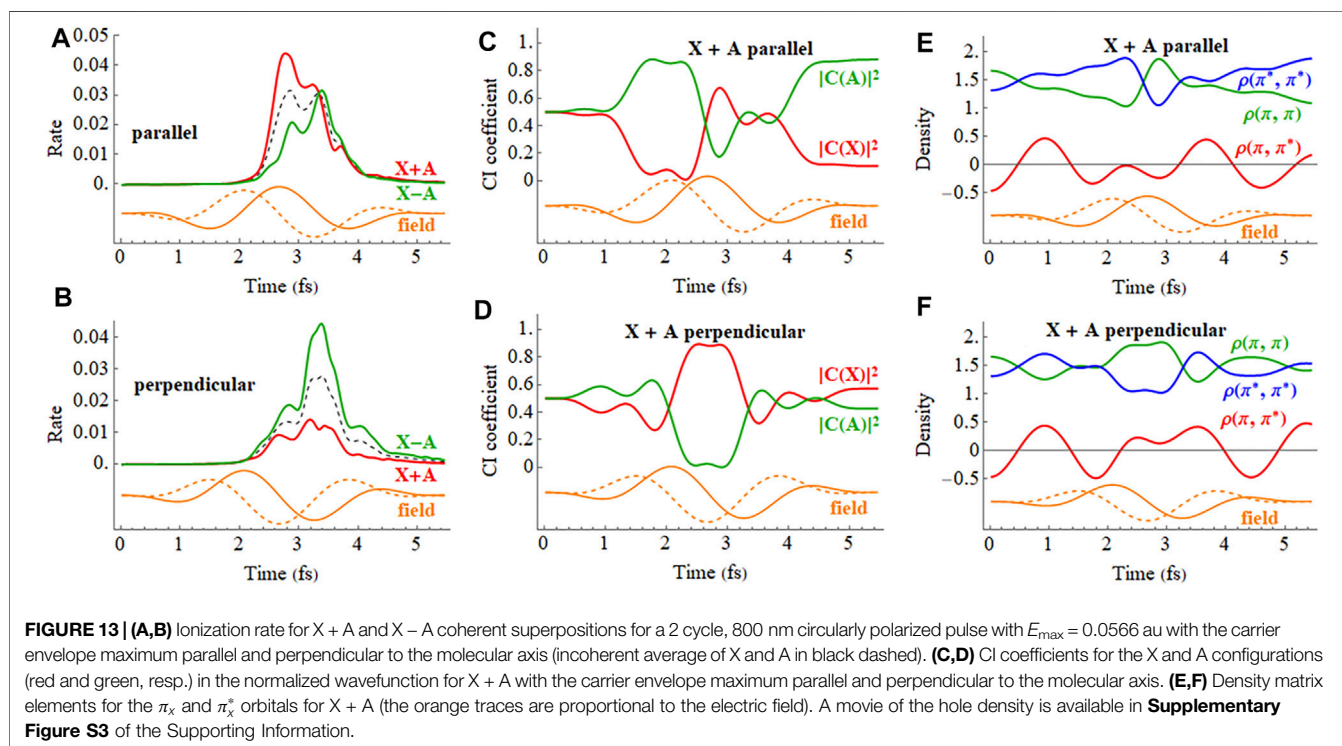 A
0.05
0.04
0.03
0.02
0.01
0.
Rate
parallel
X+A
X−A
field
0 1 2 3 4 5
Time (fs)
B
0.04
0.03
0.02
0.01
0.
Rate
perpendicular
X−A
X+A
field
0 1 2 3 4 5
Time (fs)
C
X + A parallel
1.
0.8
0.6
0.4
0.2
0
CI coefficient
|C(A)|²
|C(X)|²
field
0 1 2 3 4 5
Time (fs)
D
X + A perpendicular
1.
0.8
0.6
0.4
0.2
0
CI coefficient
|C(X)|²
|C(A)|²
field
0 1 2 3 4 5
Time (fs)
E
X + A parallel
2.
1.5
1.0
0.5
0
−0.5
Density
ρ(π*, π*)
ρ(π, π)
ρ(π, π*)
field
0 1 2 3 4 5
Time (fs)
F
X + A perpendicular
2.
1.5
1.0
0.5
0
−0.5
Density
ρ(π, π)
ρ(π*, π*)
ρ(π, π*)
field
0 1 2 3 4 5
Time (fs)
FIGURE 13 | (A,B) Ionization rate for X + A and X – A coherent superpositions for a 2 cycle, 800 nm circularly polarized pulse with Emax = 0.0566 au with the carrier
envelope maximum parallel and perpendicular to the molecular axis (incoherent average of X and A in black dashed). (C,D) CI coefficients for the X and A configurations
(red and green, resp.) in the normalized wavefunction for X + A with the carrier envelope maximum parallel and perpendicular to the molecular axis. (E,F) Density matrix
elements for the πx and π*x orbitals for X + A (the orange traces are proportional to the electric field). A movie of the hole density is available in Supplementary
Figure S3 of the Supporting Information.